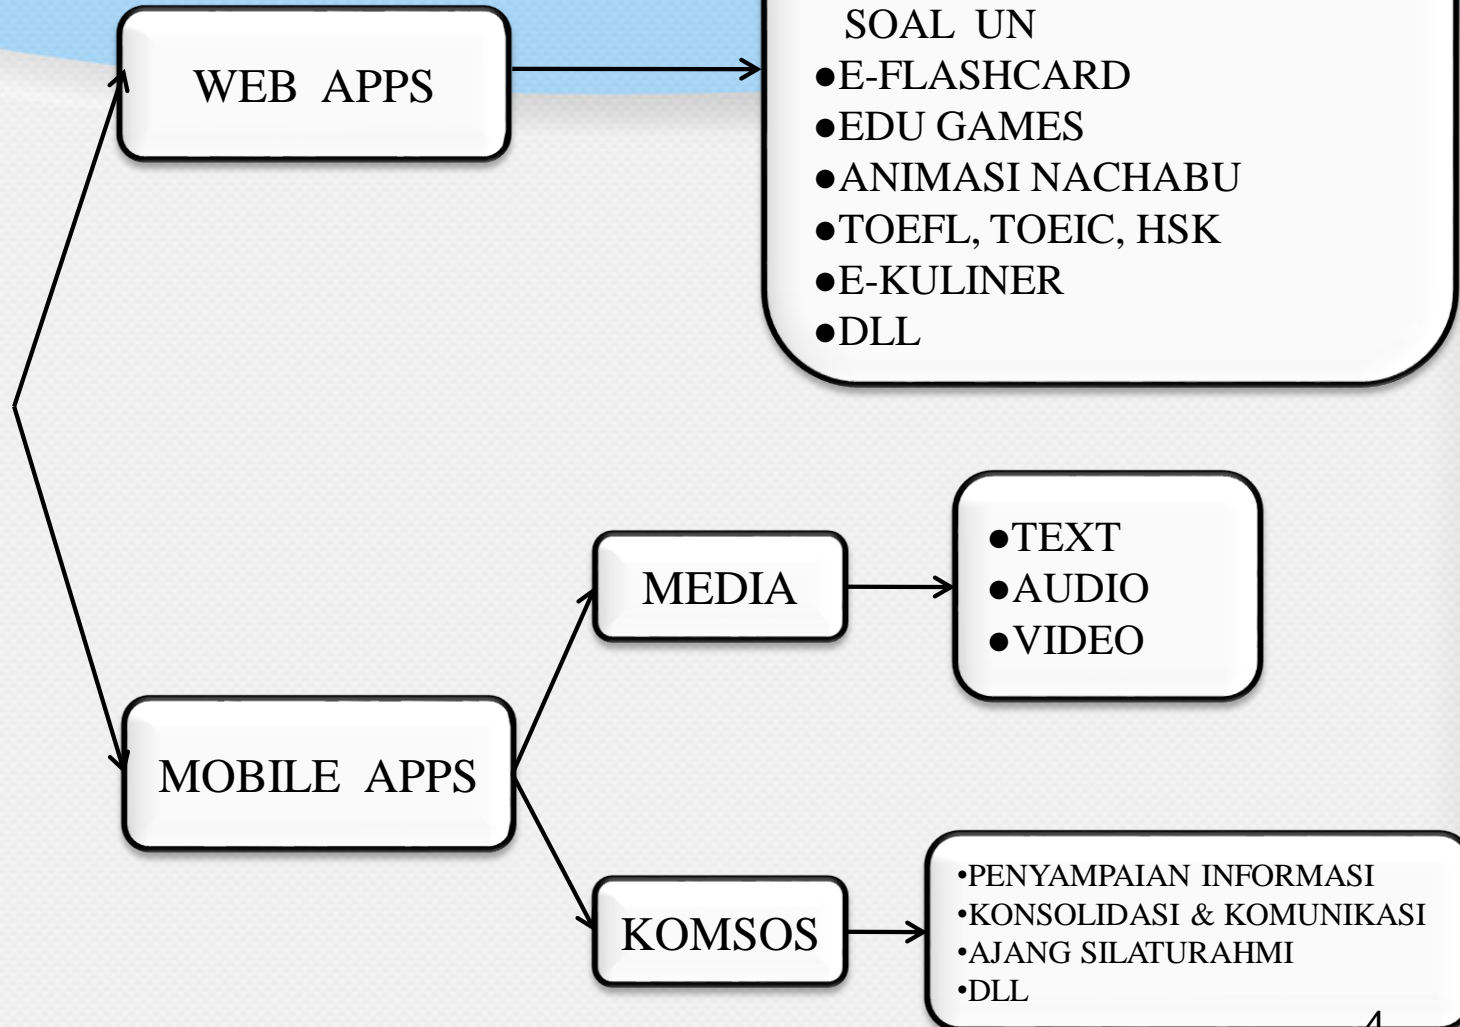 SOAL UN
WEB APPS
●E-FLASHCARD
●EDU GAMES
●ANIMASI NACHABU
●TOEFL, TOEIC, HSK
●E-KULINER
●DLL
MEDIA
●TEXT
●AUDIO
●VIDEO
MOBILE APPS
KOMSOS
•PENYAMPAIAN INFORMASI
•KONSOLIDASI & KOMUNIKASI
•AJANG SILATURAHMI
•DLL
4